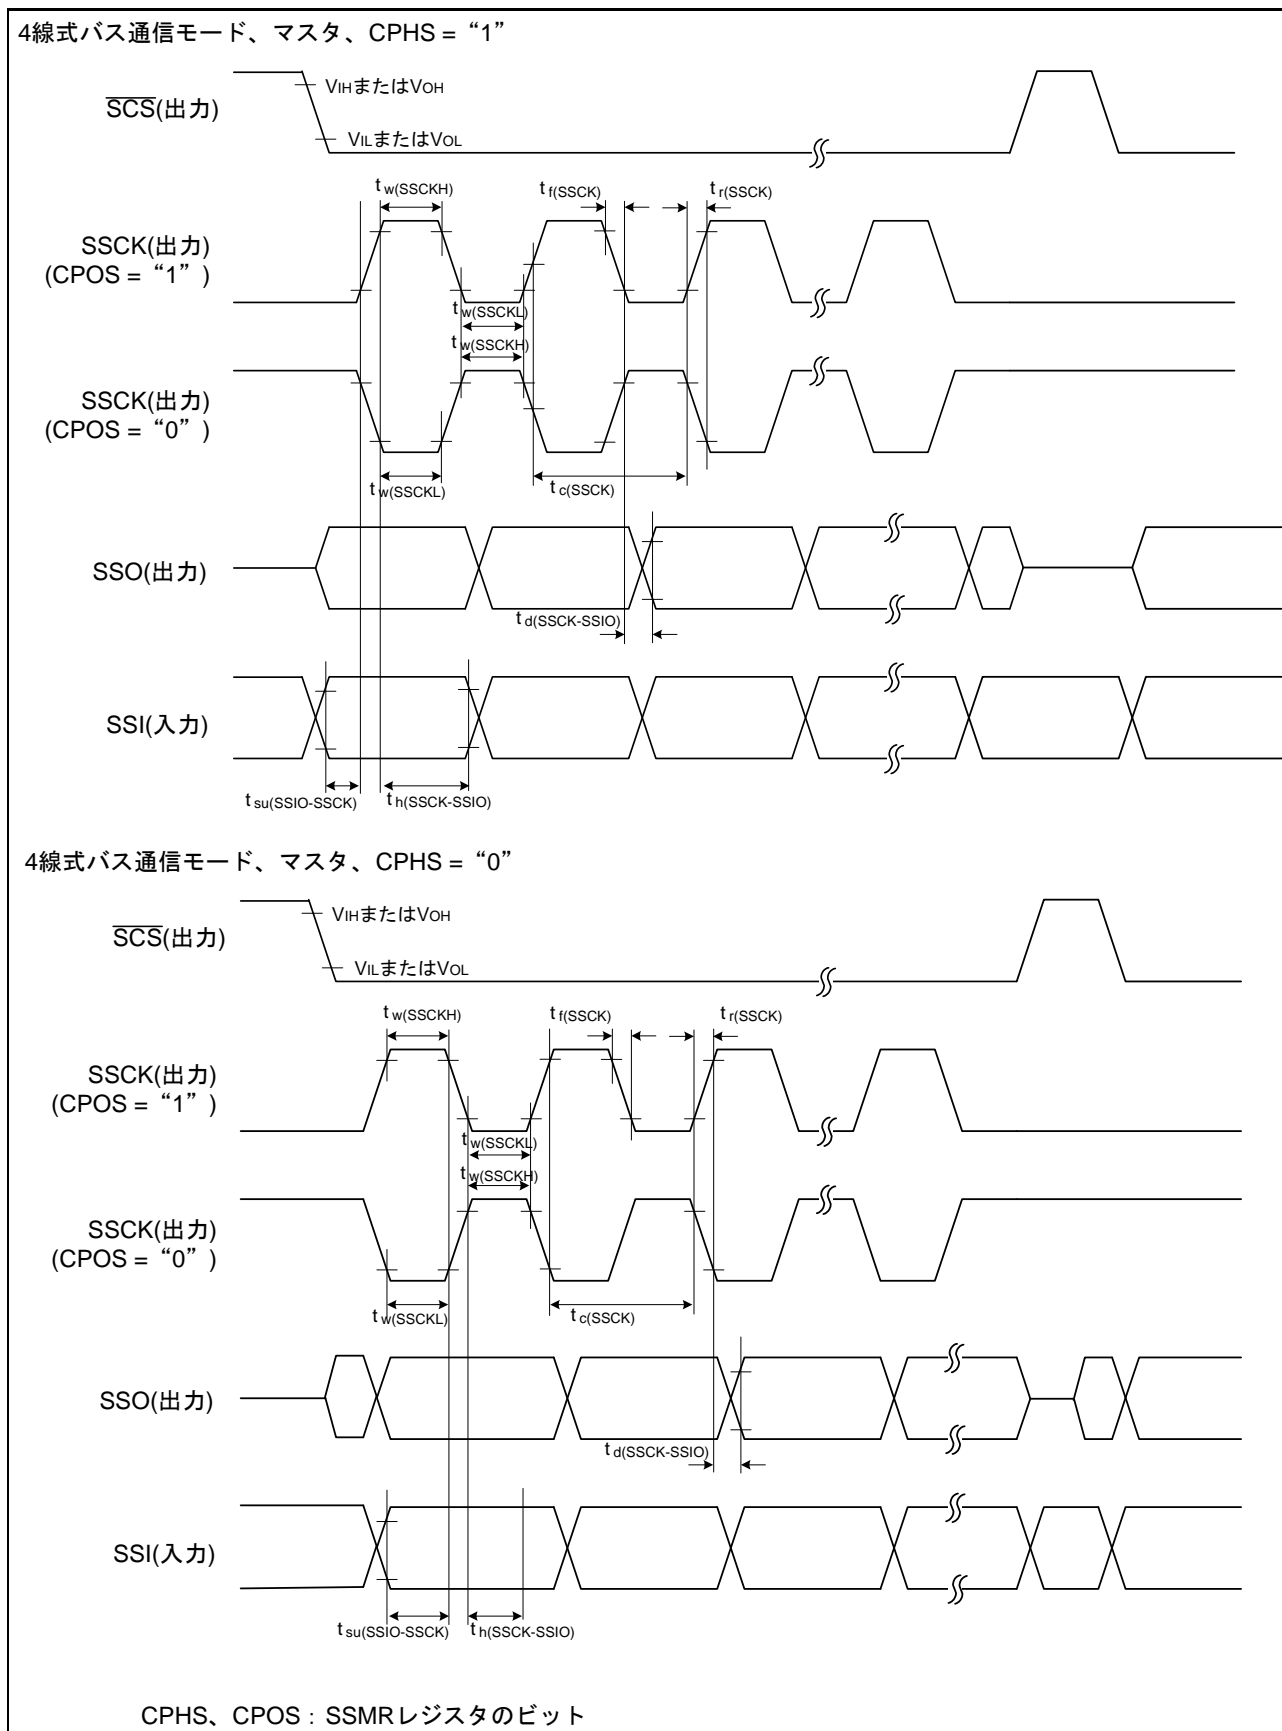 4線式バス通信モード、マスタ、CPHS = “1”
VIHまたはVOH
SCS(出力)
VILまたはVOL
tw(SSCKH)
tf(SSCK)
tr(SSCK)
SSCK(出力)
(CPOS = “1” )
tw(SSCKL)
tw(SSCKH)
SSCK(出力)
(CPOS = “0” )
tw(SSCKL)
tc(SSCK)
SSO(出力)
td(SSCK-SSIO)
SSI(入力)
tsu(SSIO-SSCK)
th(SSCK-SSIO)
4線式バス通信モード、マスタ、CPHS = “0”
VIHまたはVOH
SCS(出力)
VILまたはVOL
tw(SSCKH)
tf(SSCK)
tr(SSCK)
SSCK(出力)
(CPOS = “1” )
tw(SSCKL)
tw(SSCKH)
SSCK(出力)
(CPOS = “0” )
tw(SSCKL)
tc(SSCK)
SSO(出力)
td(SSCK-SSIO)
SSI(入力)
tsu(SSIO-SSCK)
th(SSCK-SSIO)
CPHS、CPOS : SSMRレジスタのビット